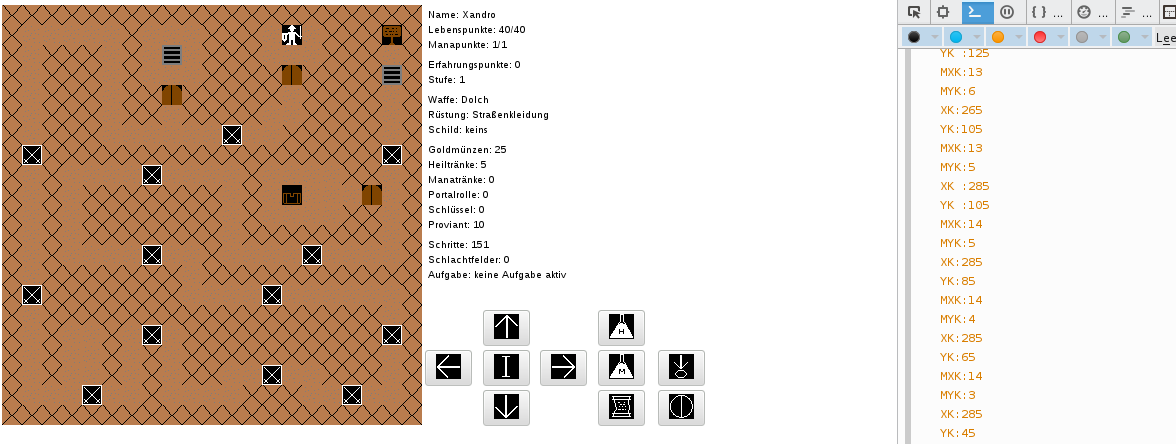 Name: Xandro
Lebenspunkte: 40/40
Manapunkte: 1/1
Erfahrungspunkte: 0
Stufe: 1
Waffe: Dolch
Rüstung: Straßenkleidung
Schild: keins
Goldmünzen: 25
Heiltränke: 5
Manatränke: 0
Portalrolle: 0
Schlüssel: 0
Proviant: 10
Schritte: 151
Schlachtfelder: 0
Aufgabe: keine Aufgabe aktiv
H
I
M
{ } ...
...
...
Lee
YK :125
MXK:13
MYK:6
XK:265
YK:105
MXK:13
MYK:5
XK :285
YK :105
MXK:14
MYK:5
XK:285
YK:85
MXK:14
MYK:4
XK:285
YK:65
MXK:14
MYK:3
XK:285
YK:45